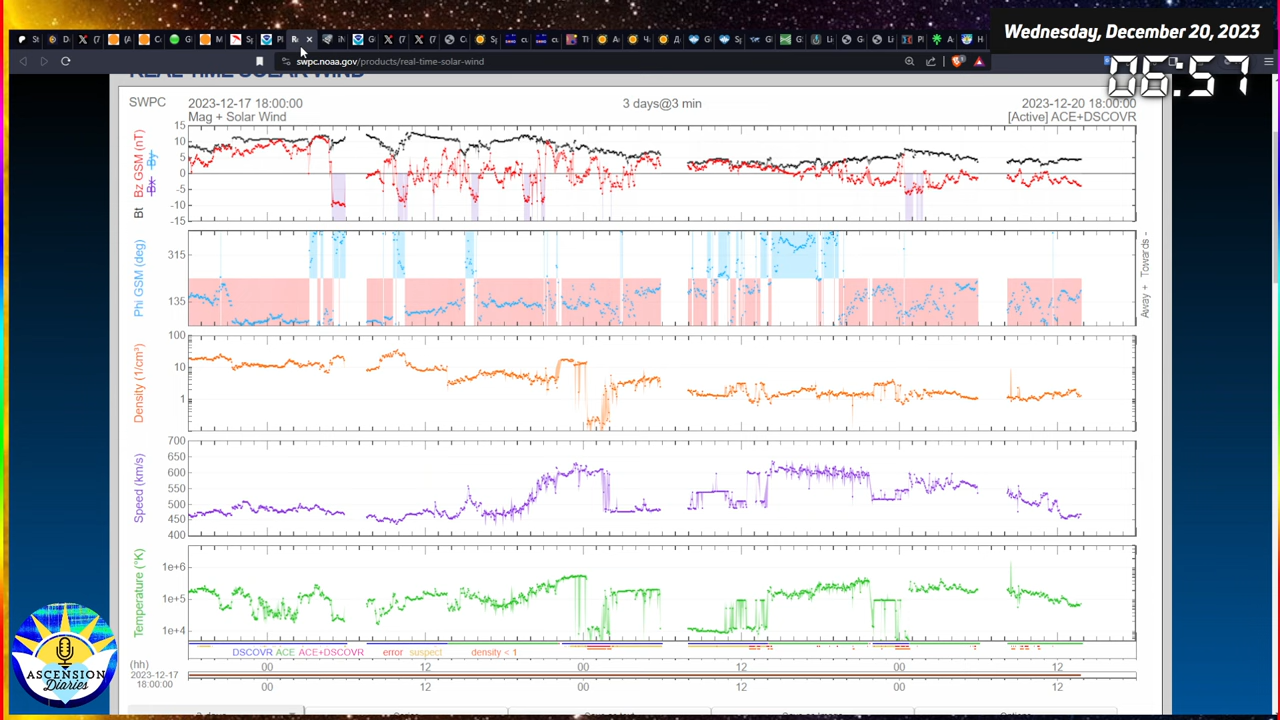 Wednesday, December 20, 2023
06:57
swpc.noaa.gov/products/real-time-solar-wind
REAL TIME SOLAR WIND
SWPC
2023-12-17 18:00:00
3 days@3 min
2023-12-20 18:00:00
Mag + Solar Wind
[Active] ACE+DSCOVR
Bt Bz GSM (nT)
Bx By
15
10
5
0
-5
-10
-15
Phi GSM (deg)
315
135
Away + Towards -
Density (1/cm³)
100
10
1
Speed (km/s)
700
650
600
550
500
450
400
Temperature (°K)
1e+6
1e+5
1e+4
DSCOVR ACE ACE+DSCOVR error suspect density < 1
(hh)
00 12 00 12 00 12
2023-12-17
18:00:00
00 12 00 12 00 12
ASCENSION
Diaries